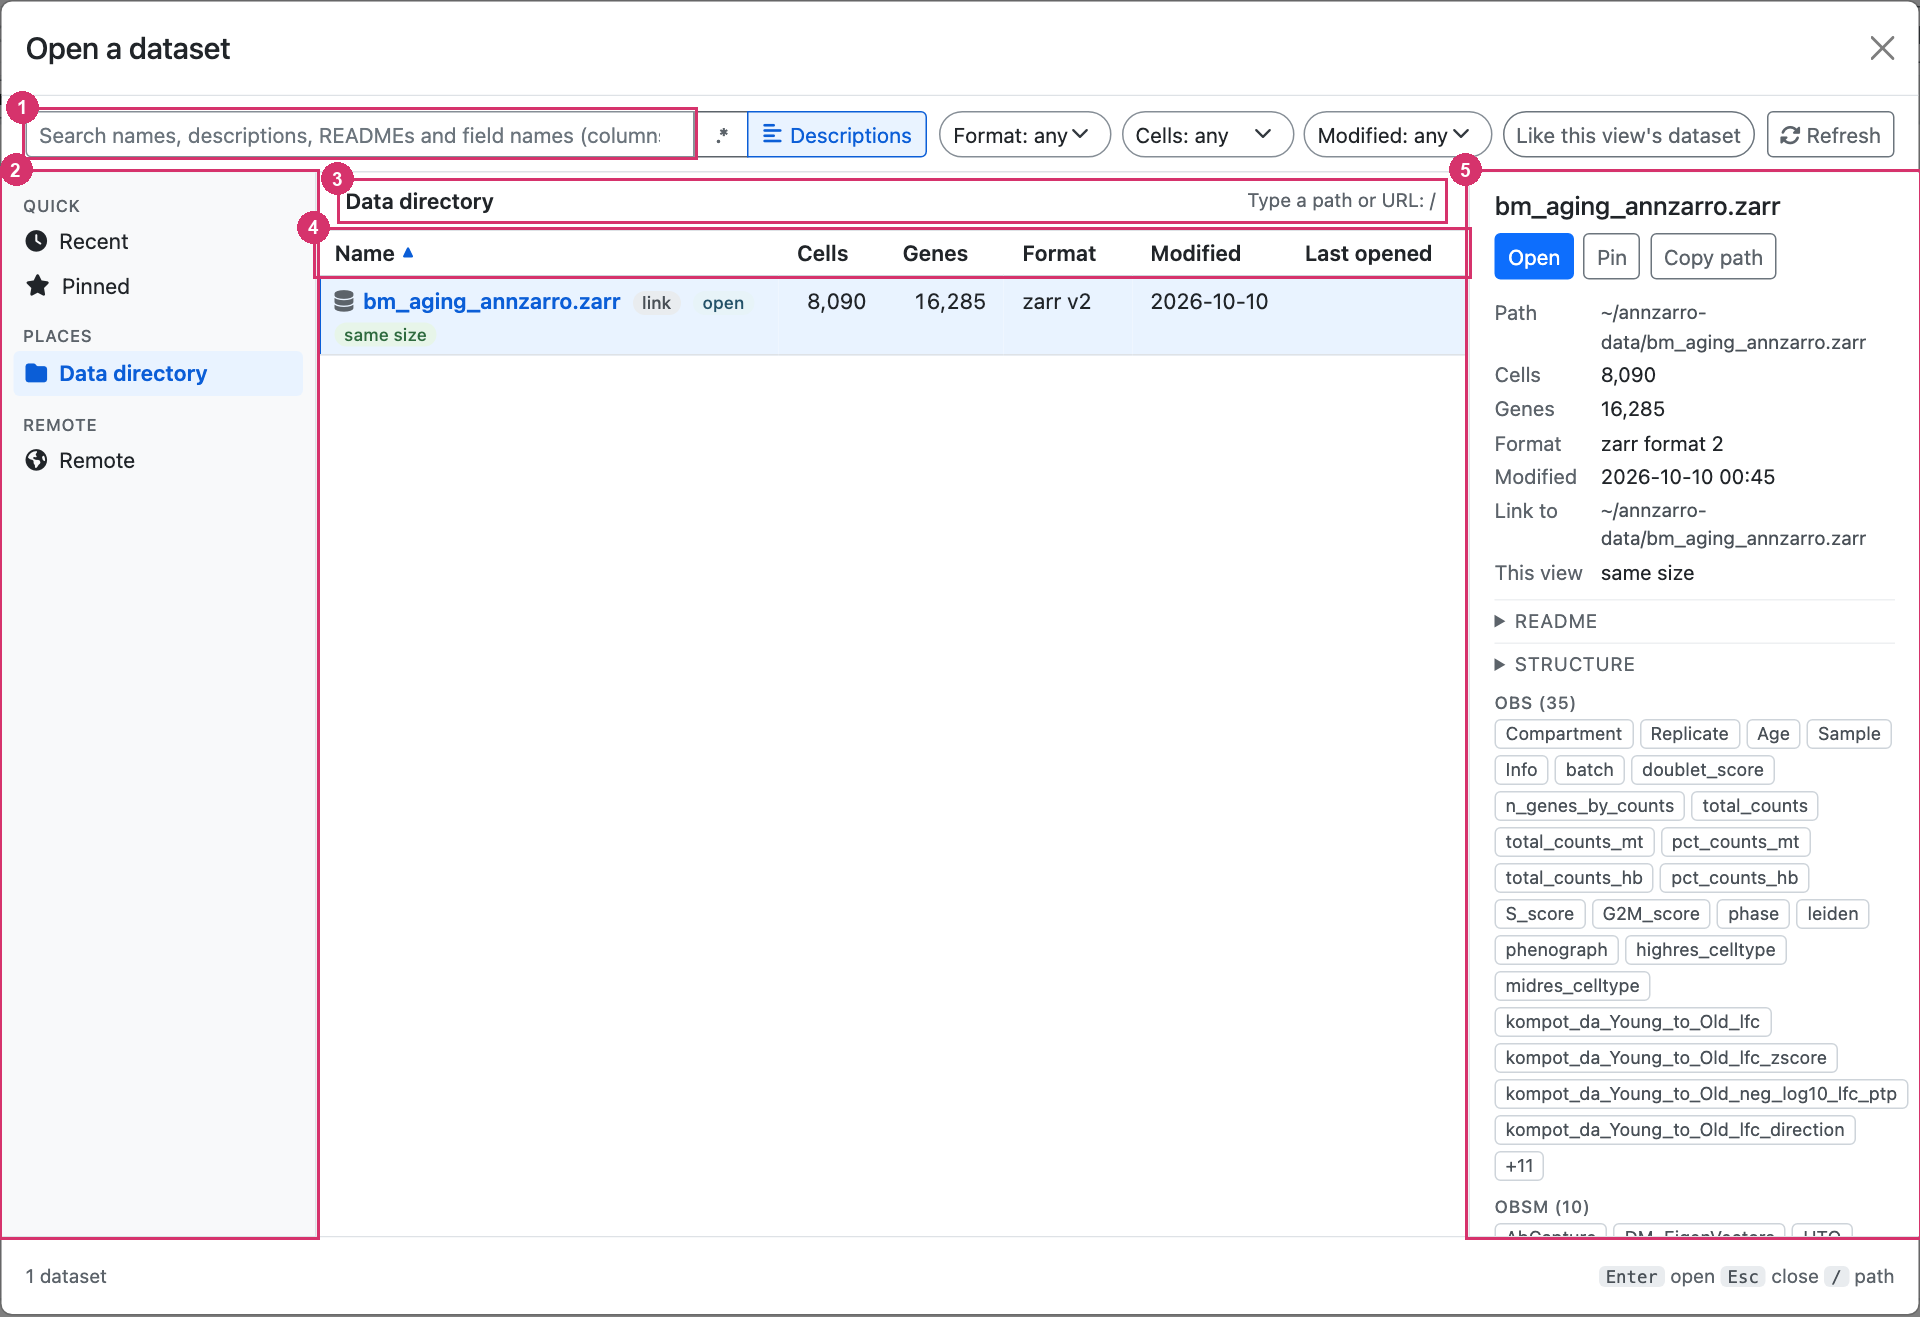 Open a dataset
1
Search names, descriptions, READMEs and field names (column
.* Descriptions Format: any Cells: any Modified: any Like this view's dataset Refresh
2
QUICK
Recent
Pinned
PLACES
Data directory
REMOTE
Remote
3
Data directory Type a path or URL: /
4
Name Cells Genes Format Modified Last opened
bm_aging_annzarro.zarr link open 8,090 16,285 zarr v2 2026-10-10
same size
5
bm_aging_annzarro.zarr
Open Pin Copy path
Path ~/annzarro-
data/bm_aging_annzarro.zarr
Cells 8,090
Genes 16,285
Format zarr format 2
Modified 2026-10-10 00:45
Link to ~/annzarro-
data/bm_aging_annzarro.zarr
This view same size
README
STRUCTURE
OBS (35)
Compartment Replicate Age Sample
Info batch doublet_score
n_genes_by_counts total_counts
total_counts_mt pct_counts_mt
total_counts_hb pct_counts_hb
S_score G2M_score phase leiden
phenograph highres_celltype
midres_celltype
kompot_da_Young_to_Old_lfc
kompot_da_Young_to_Old_lfc_zscore
kompot_da_Young_to_Old_neg_log10_lfc_ptp
kompot_da_Young_to_Old_lfc_direction
+11
OBSM (10)
1 dataset
Enter open Esc close / path